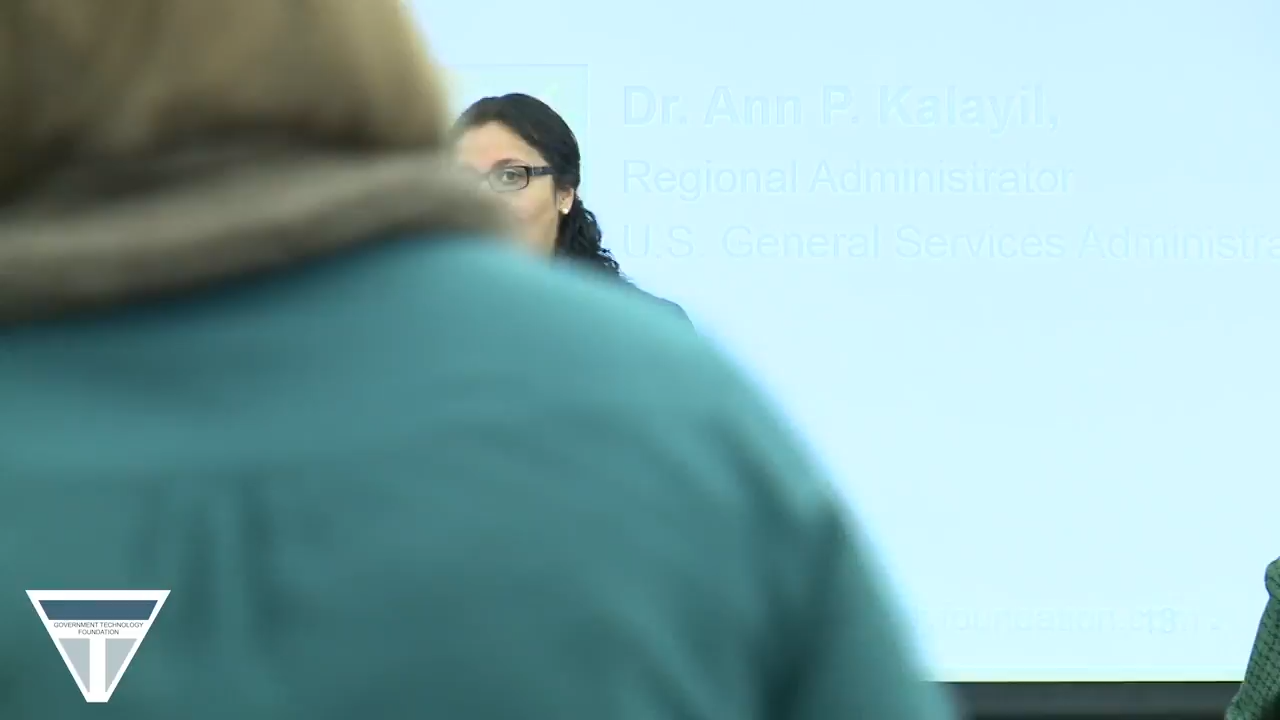 Dr. Ann P. Kalayil,
Regional Administrator
U.S. General Services Administra
GOVERNMENT TECHNOLOGY
FOUNDATION